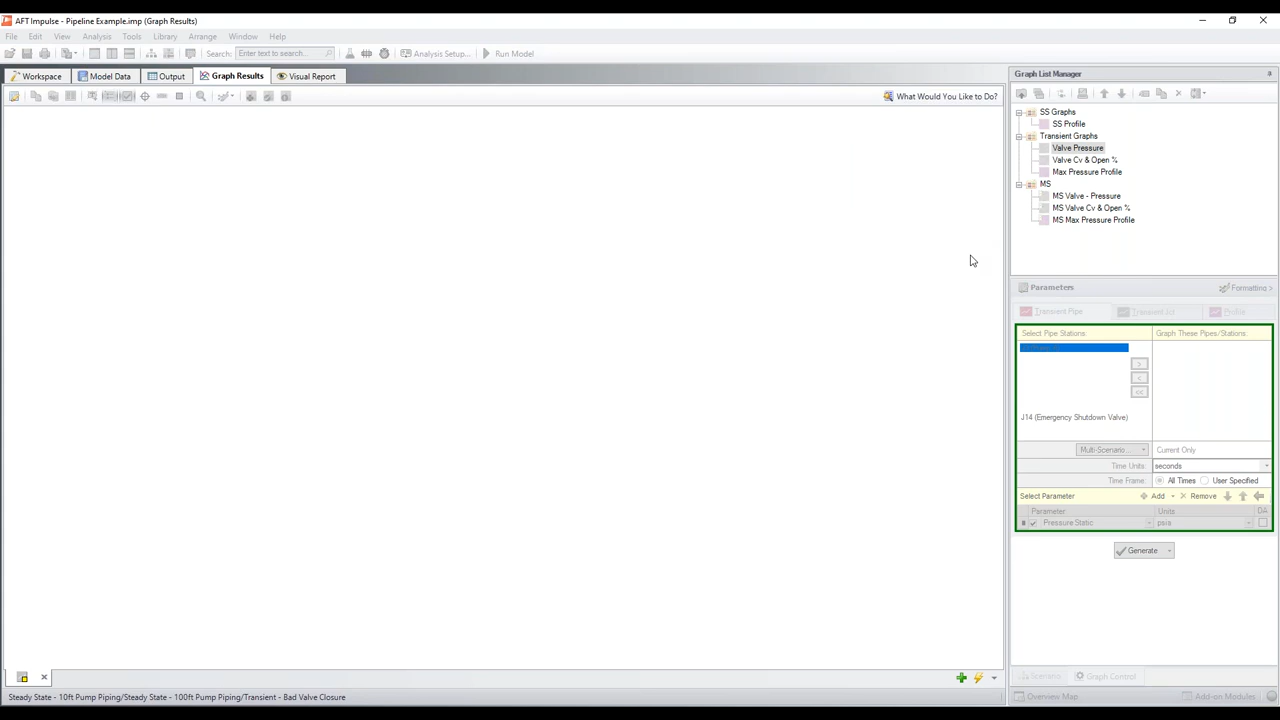 AFT Impulse - Pipeline Example.imp (Graph Results)
File Edit View Analysis Tools Library Arrange Window Help
Search: Enter text to search... Analysis Setup... Run Model
Workspace Model Data Output Graph Results Visual Report
What Would You Like to Do?
Graph List Manager
SS Graphs
SS Profile
Transient Graphs
Valve Pressure
Valve Cv & Open %
Max Pressure Profile
MS
MS Valve - Pressure
MS Valve Cv & Open %
MS Max Pressure Profile
Parameters Formatting >
Transient Pipe Transient Jct Profile
Select Pipe Stations: Graph These Pipes/Stations:
>
<
<<
J14 (Emergency Shutdown Valve)
Multi-Scenario... Current Only
Time Units: seconds
Time Frame: All Times User Specified
Select Parameter Add Remove
Parameter Units DA
Pressure Static psia
Generate
Scenario Graph Control
Steady State - 10ft Pump Piping/Steady State - 100ft Pump Piping/Transient - Bad Valve Closure
Overview Map Add-on Modules